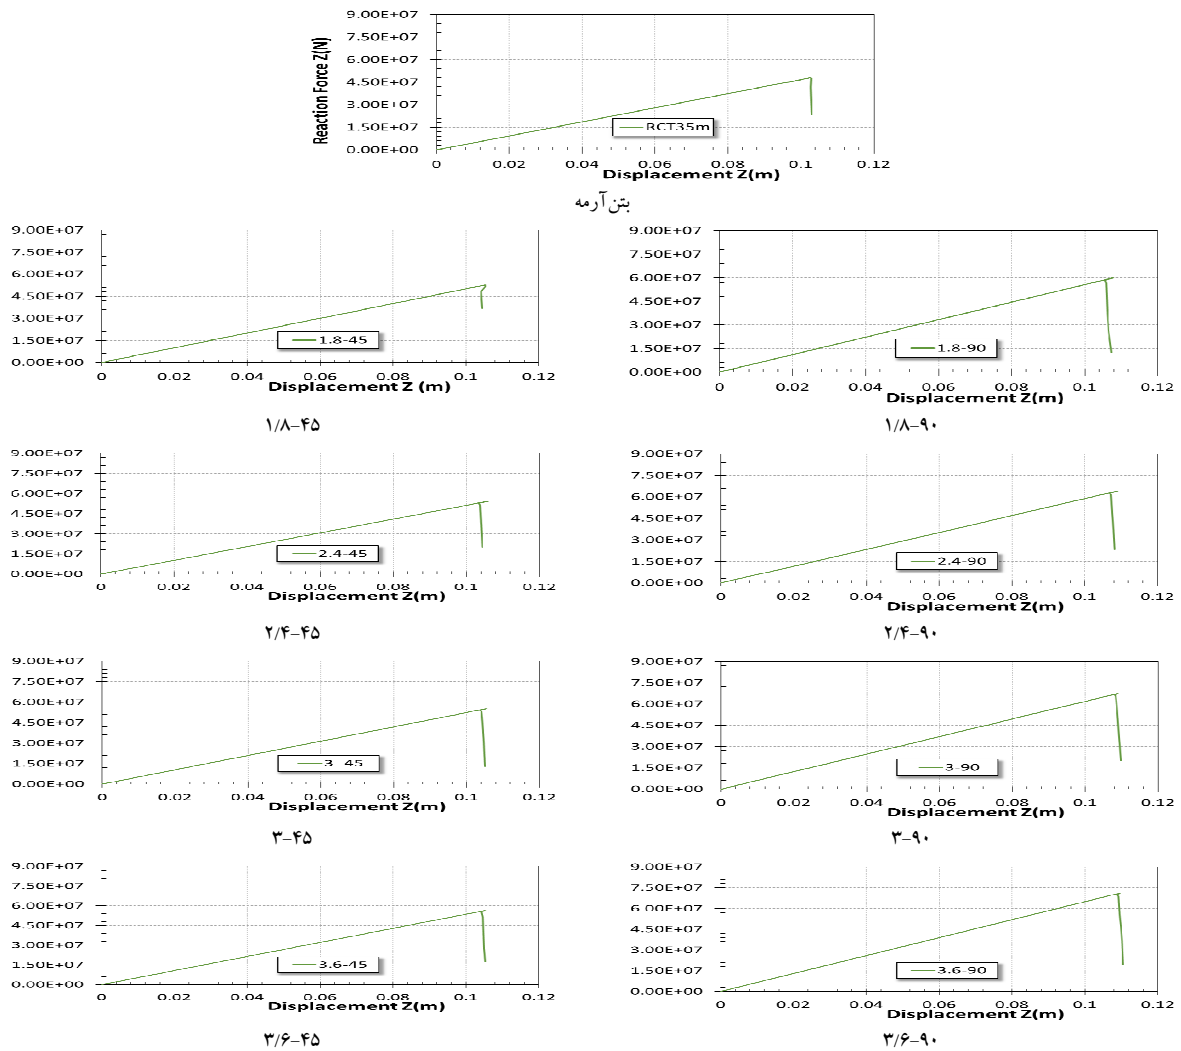 Reaction Force Z(N)
9.00E+07
7.50E+07
6.00E+07
4.50E+07
3.00E+07
1.50E+07
0.00E+00
RCT35m
0 0.02 0.04 0.06 0.08 0.1 0.12
Displacement Z(m)
بتن آرمه
9.00E+07
7.50E+07
6.00E+07
4.50E+07
3.00E+07
1.50E+07
0.00E+00
1.8-45
0 0.02 0.04 0.06 0.08 0.1 0.12
Displacement Z (m)
۱/۸-۴۵
9.00E+07
7.50E+07
6.00E+07
4.50E+07
3.00E+07
1.50E+07
0.00E+00
1.8-90
0 0.02 0.04 0.06 0.08 0.1 0.12
Displacement Z(m)
۱/۸-۹۰
9.00E+07
7.50E+07
6.00E+07
4.50E+07
3.00E+07
1.50E+07
0.00E+00
2.4-45
0 0.02 0.04 0.06 0.08 0.1 0.12
Displacement Z(m)
۲/۴-۴۵
9.00E+07
7.50E+07
6.00E+07
4.50E+07
3.00E+07
1.50E+07
0.00E+00
2.4-90
0 0.02 0.04 0.06 0.08 0.1 0.12
Displacement Z(m)
۲/۴-۹۰
9.00E+07
7.50E+07
6.00E+07
4.50E+07
3.00E+07
1.50E+07
0.00E+00
3-45
0 0.02 0.04 0.06 0.08 0.1 0.12
Displacement Z(m)
۳-۴۵
9.00E+07
7.50E+07
6.00E+07
4.50E+07
3.00E+07
1.50E+07
0.00E+00
3-90
0 0.02 0.04 0.06 0.08 0.1 0.12
Displacement Z(m)
۳-۹۰
9.00E+07
7.50E+07
6.00E+07
4.50E+07
3.00E+07
1.50E+07
0.00E+00
3.6-45
0 0.02 0.04 0.06 0.08 0.1 0.12
Displacement Z(m)
۳/۶-۴۵
9.00E+07
7.50E+07
6.00E+07
4.50E+07
3.00E+07
1.50E+07
0.00E+00
3.6-90
0 0.02 0.04 0.06 0.08 0.1 0.12
Displacement Z(m)
۳/۶-۹۰